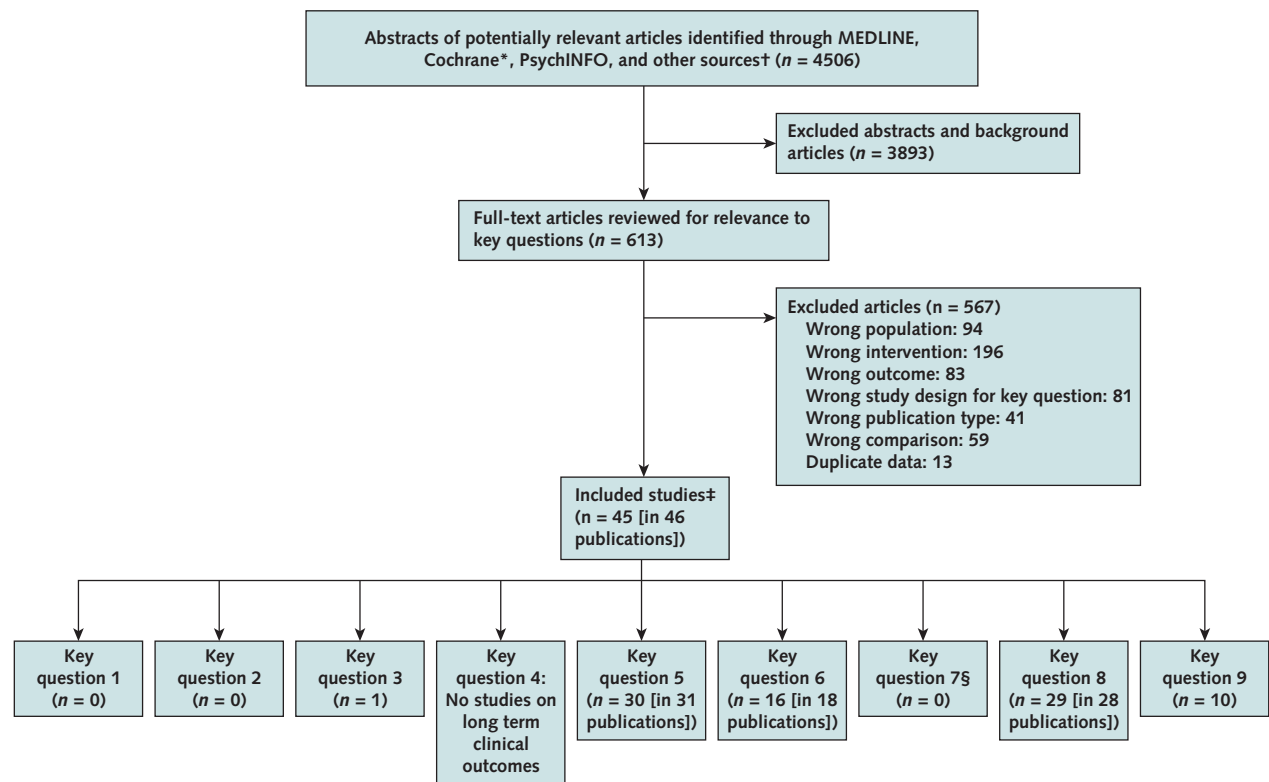 Abstracts of potentially relevant articles identified through MEDLINE,
Cochrane*, PsychINFO, and other sources† (n = 4506)
Excluded abstracts and background
articles (n = 3893)
Full-text articles reviewed for relevance to
key questions (n = 613)
Excluded articles (n = 567)
Wrong population: 94
Wrong intervention: 196
Wrong outcome: 83
Wrong study design for key question: 81
Wrong publication type: 41
Wrong comparison: 59
Duplicate data: 13
Included studies‡
(n = 45 [in 46
publications])
Key
question 1
(n = 0)
Key
question 2
(n = 0)
Key
question 3
(n = 1)
Key
question 4:
No studies on
long term
clinical
outcomes
Key
question 5
(n = 30 [in 31
publications])
Key
question 6
(n = 16 [in 18
publications])
Key
question 7§
(n = 0)
Key
question 8
(n = 29 [in 28
publications])
Key
question 9
(n = 10)